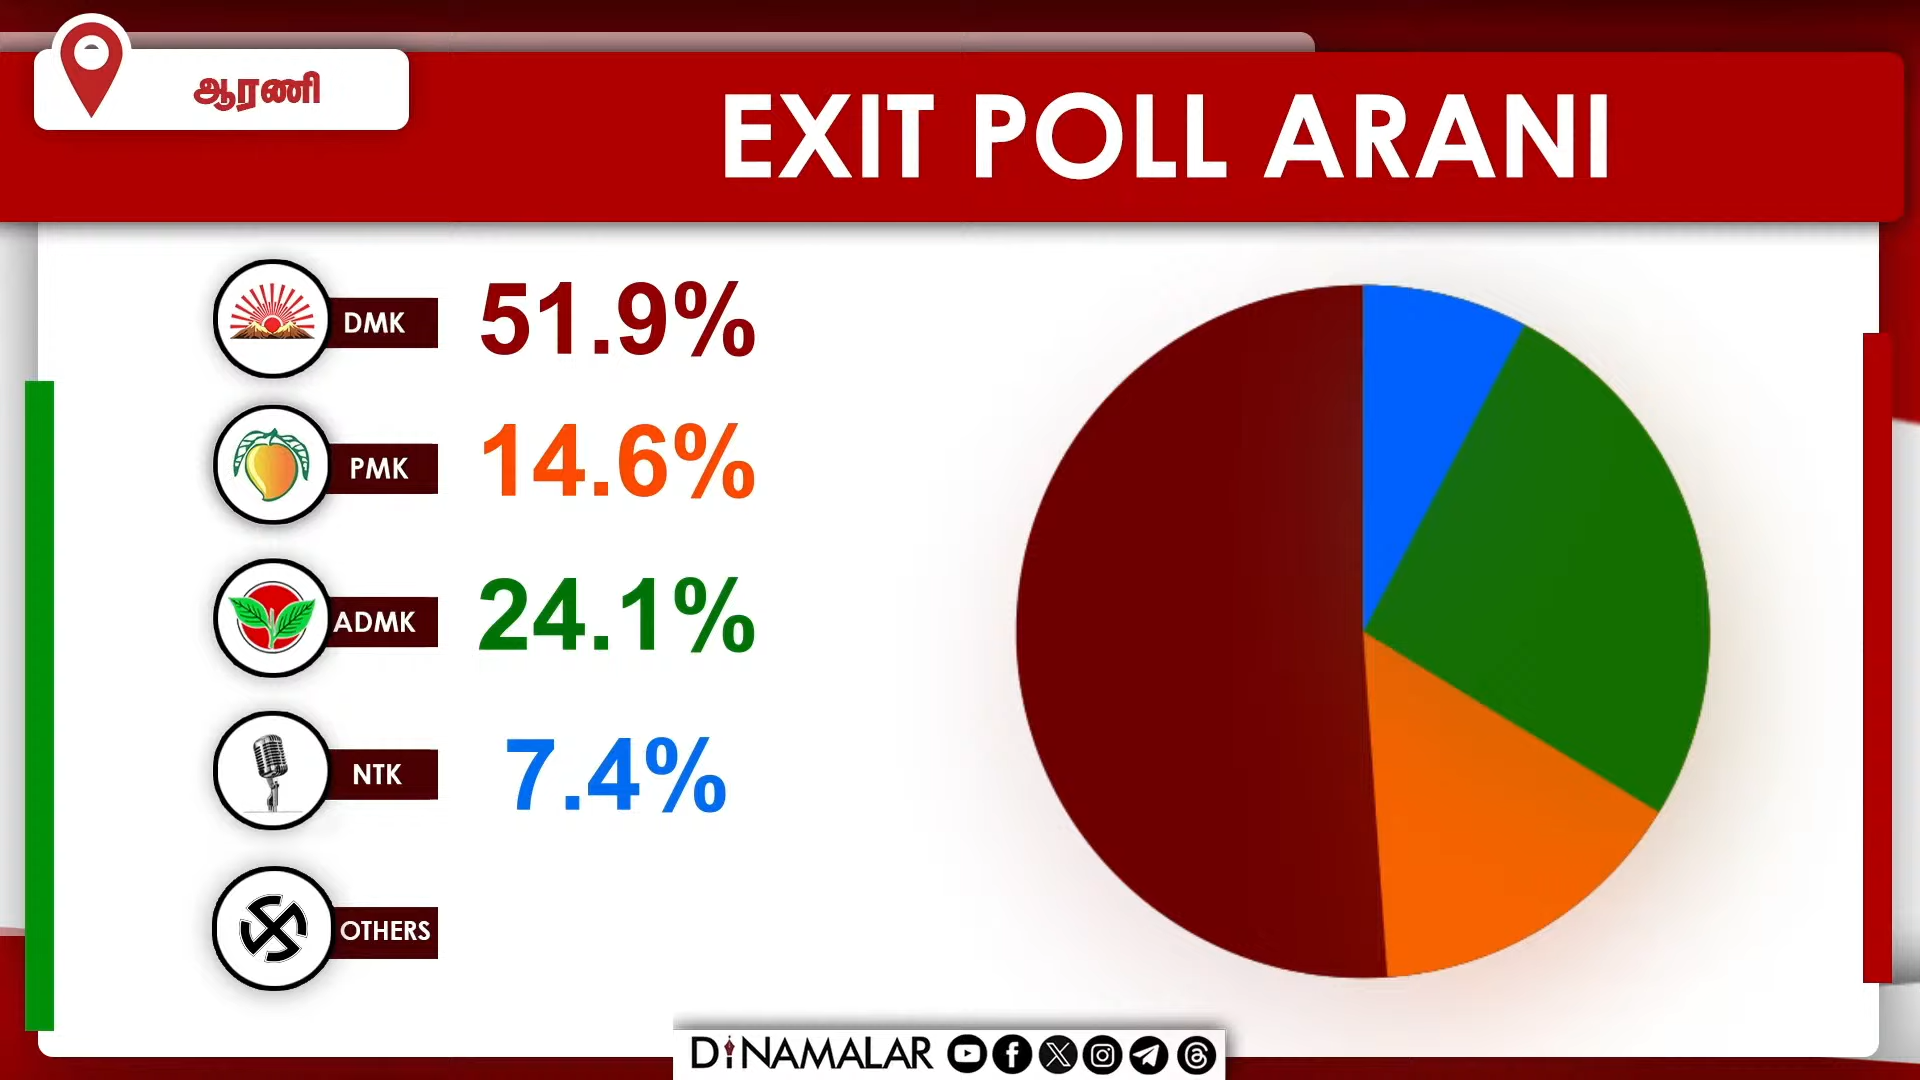 ஆரணி
EXIT POLL ARANI
DMK 51.9%
PMK 14.6%
ADMK 24.1%
NTK 7.4%
OTHERS
DINAMALAR